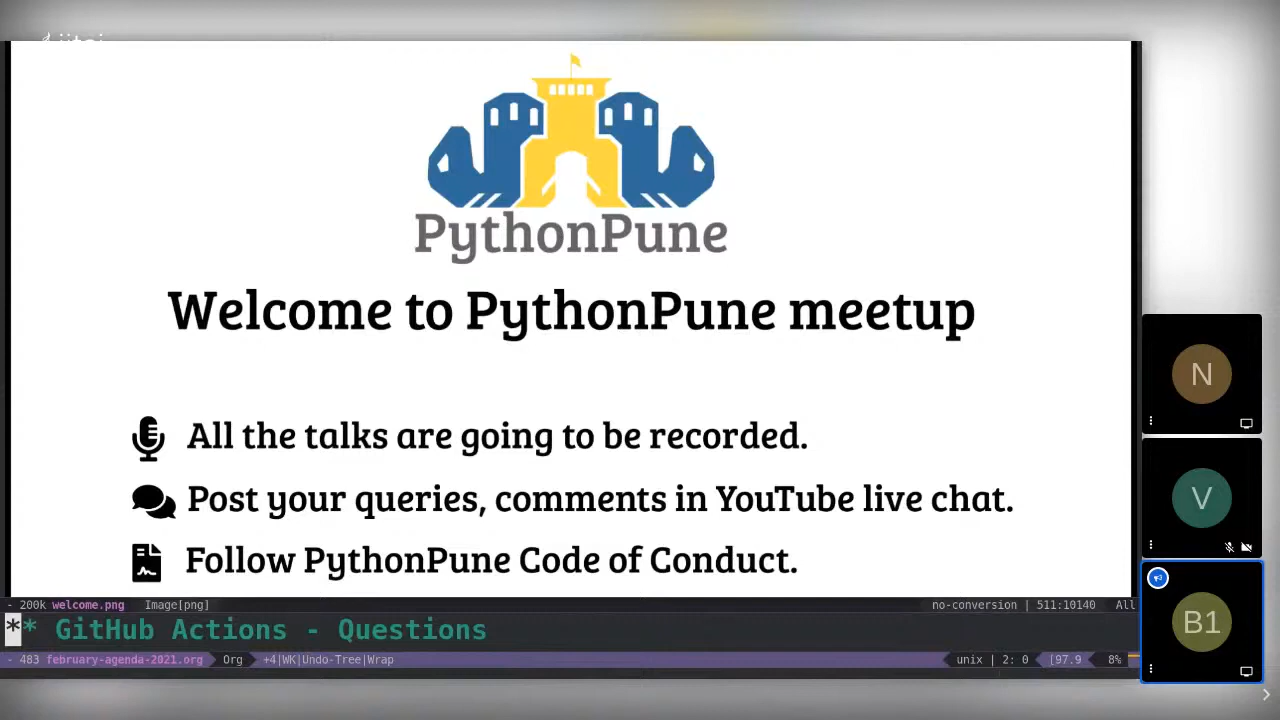 jitsi
PythonPune
Welcome to PythonPune meetup
All the talks are going to be recorded.
Post your queries, comments in YouTube live chat.
Follow PythonPune Code of Conduct.
- 200k welcome.png Image[png] no-conversion | 511:10140 All
** GitHub Actions - Questions
- 483 february-agenda-2021.org Org +4|WK|Undo-Tree|Wrap unix | 2: 0 [97.9 8%
N
V
B1